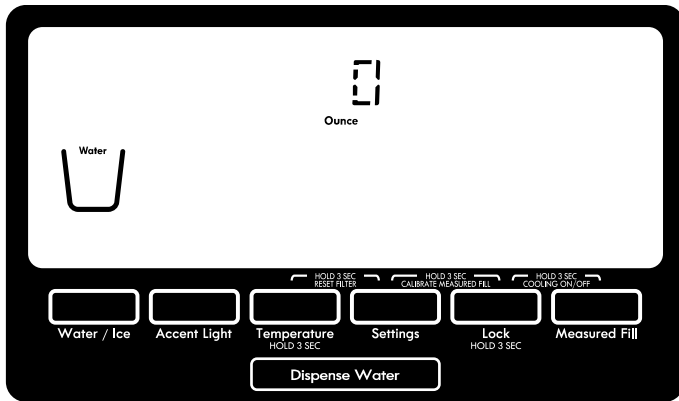 0
Ounce
Water
HOLD 3 SEC HOLD 3 SEC HOLD 3 SEC
RESET FILTER CALIBRATE MEASURED FILL COOLING ON/OFF
Water / Ice Accent Light Temperature Settings Lock Measured Fill
HOLD 3 SEC HOLD 3 SEC
Dispense Water